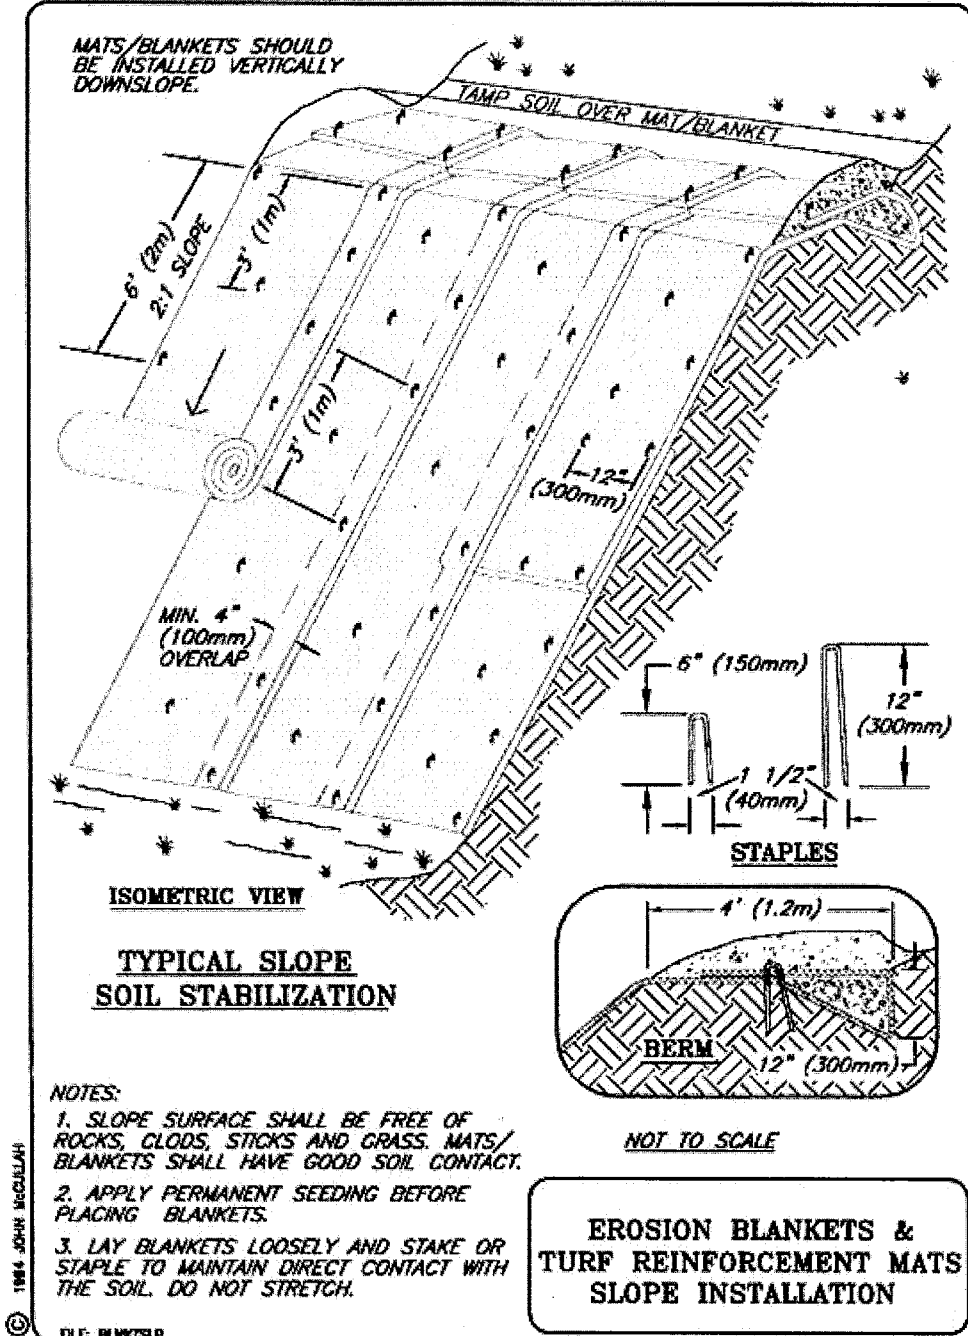 MATS/BLANKETS SHOULD
BE INSTALLED VERTICALLY
DOWNSLOPE.
TAMP SOIL OVER MAT/BLANKET
6' (2m)
2:1 SLOPE
3' (1m)
3' (1m)
12"
(300mm)
MIN. 4"
(100mm)
OVERLAP
6" (150mm)
12"
(300mm)
1 1/2"
(40mm)
STAPLES
ISOMETRIC VIEW
TYPICAL SLOPE
SOIL STABILIZATION
4' (1.2m)
BERM
12" (300mm)
NOT TO SCALE
NOTES:
1. SLOPE SURFACE SHALL BE FREE OF
ROCKS, CLODS, STICKS AND GRASS. MATS/
BLANKETS SHALL HAVE GOOD SOIL CONTACT.
2. APPLY PERMANENT SEEDING BEFORE
PLACING BLANKETS.
3. LAY BLANKETS LOOSELY AND STAKE OR
STAPLE TO MAINTAIN DIRECT CONTACT WITH
THE SOIL. DO NOT STRETCH.
EROSION BLANKETS &
TURF REINFORCEMENT MATS
SLOPE INSTALLATION
© 1994 JOHN McCULLAH
FILE: